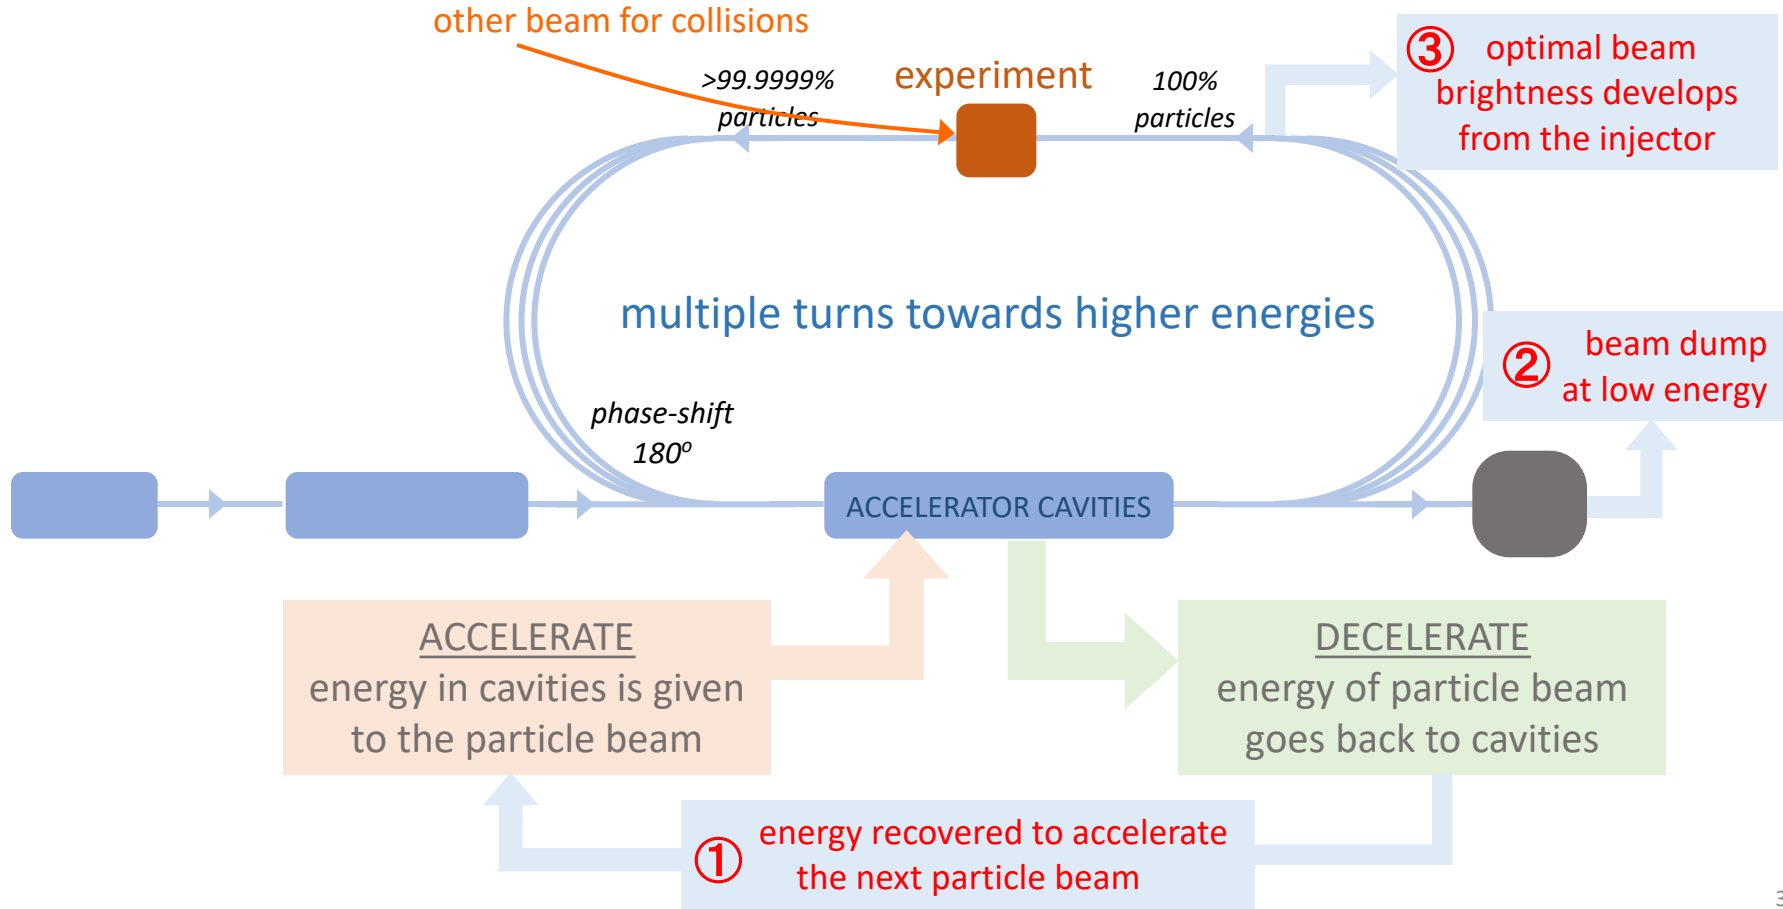 other beam for collisions
>99.9999%
particles
experiment
100%
particles
③ optimal beam
brightness develops
from the injector
multiple turns towards higher energies
② beam dump
at low energy
phase-shift
180º
ACCELERATOR CAVITIES
ACCELERATE
energy in cavities is given
to the particle beam
DECELERATE
energy of particle beam
goes back to cavities
① energy recovered to accelerate
the next particle beam